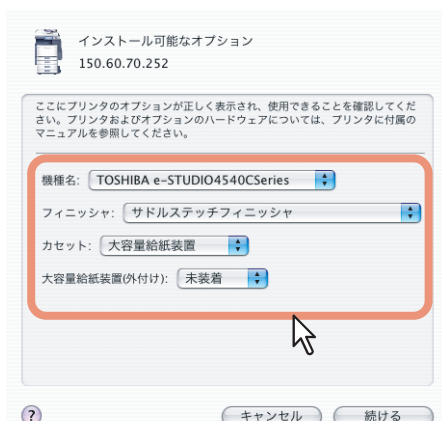 インストール可能なオプション
150.60.70.252
ここにプリンタのオプションが正しく表示され、使用できることを確認してくだ
さい。プリンタおよびオプションのハードウェアについては、プリンタに付属の
マニュアルを参照してください。
機種名: TOSHIBA e-STUDIO4540CSeries
フィニッシャ: サドルステッチフィニッシャ
カセット: 大容量給紙装置
大容量給紙装置(外付け): 未装着
? キャンセル 続ける